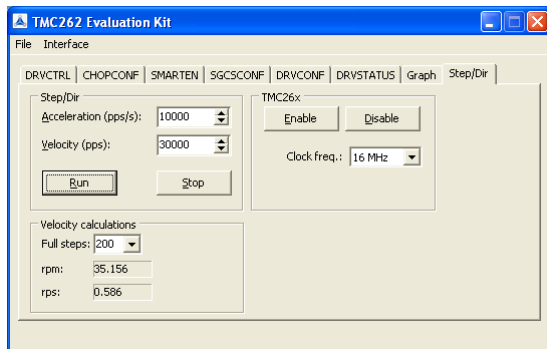 TMC262 Evaluation Kit
File Interface
DRVCTRL CHOPCONF SMARTEN SGCSCONF DRVCONF DRVSTATUS Graph Step/Dir
Step/Dir
Acceleration (pps/s): 10000
Velocity (pps): 30000
Run Stop
TMC26x
Enable Disable
Clock freq.: 16 MHz
Velocity calculations
Full steps: 200
rpm: 35.156
rps: 0.586